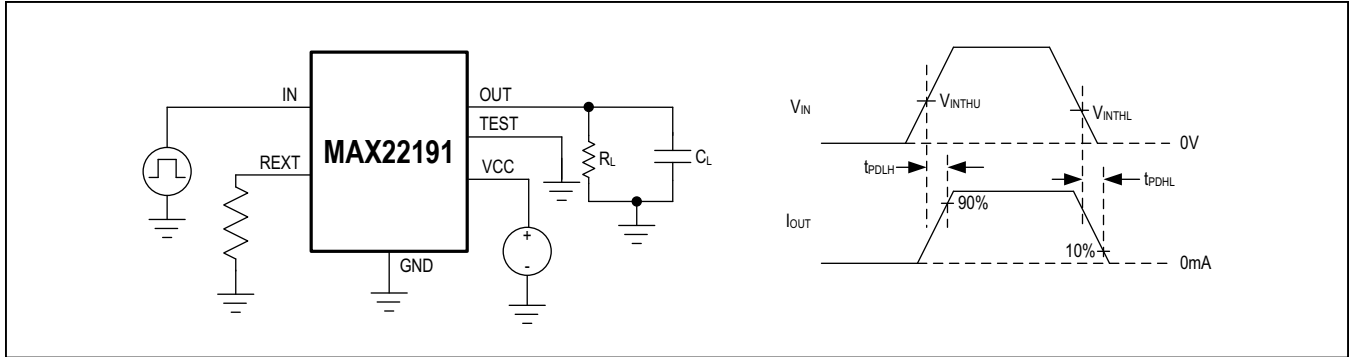 IN
REXT
MAX22191
OUT
TEST
VCC
GND
+
-
RL
CL
VIN
VINTHU
VINTHL
0V
tPDLH
tPDHL
IOUT
90%
10%
0mA